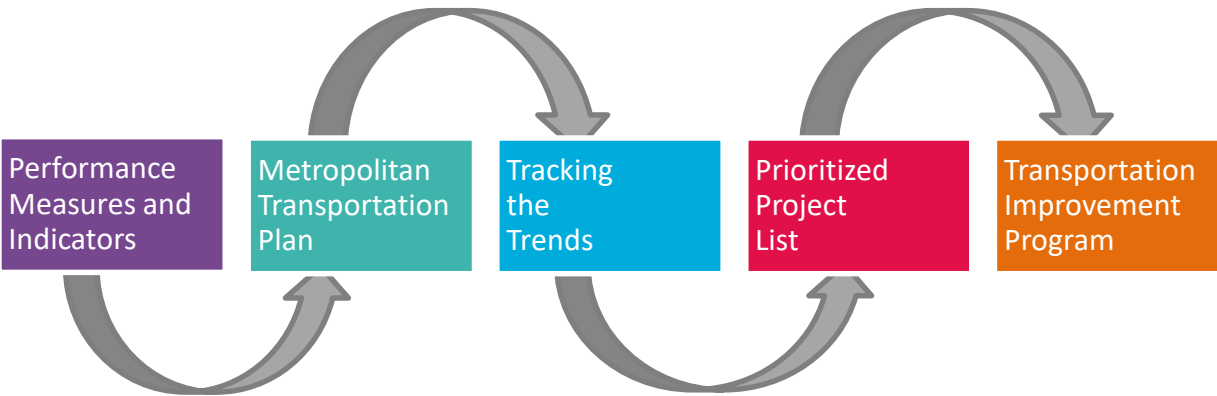 Performance
Measures and
Indicators
Metropolitan
Transportation
Plan
Tracking
the
Trends
Prioritized
Project
List
Transportation
Improvement
Program